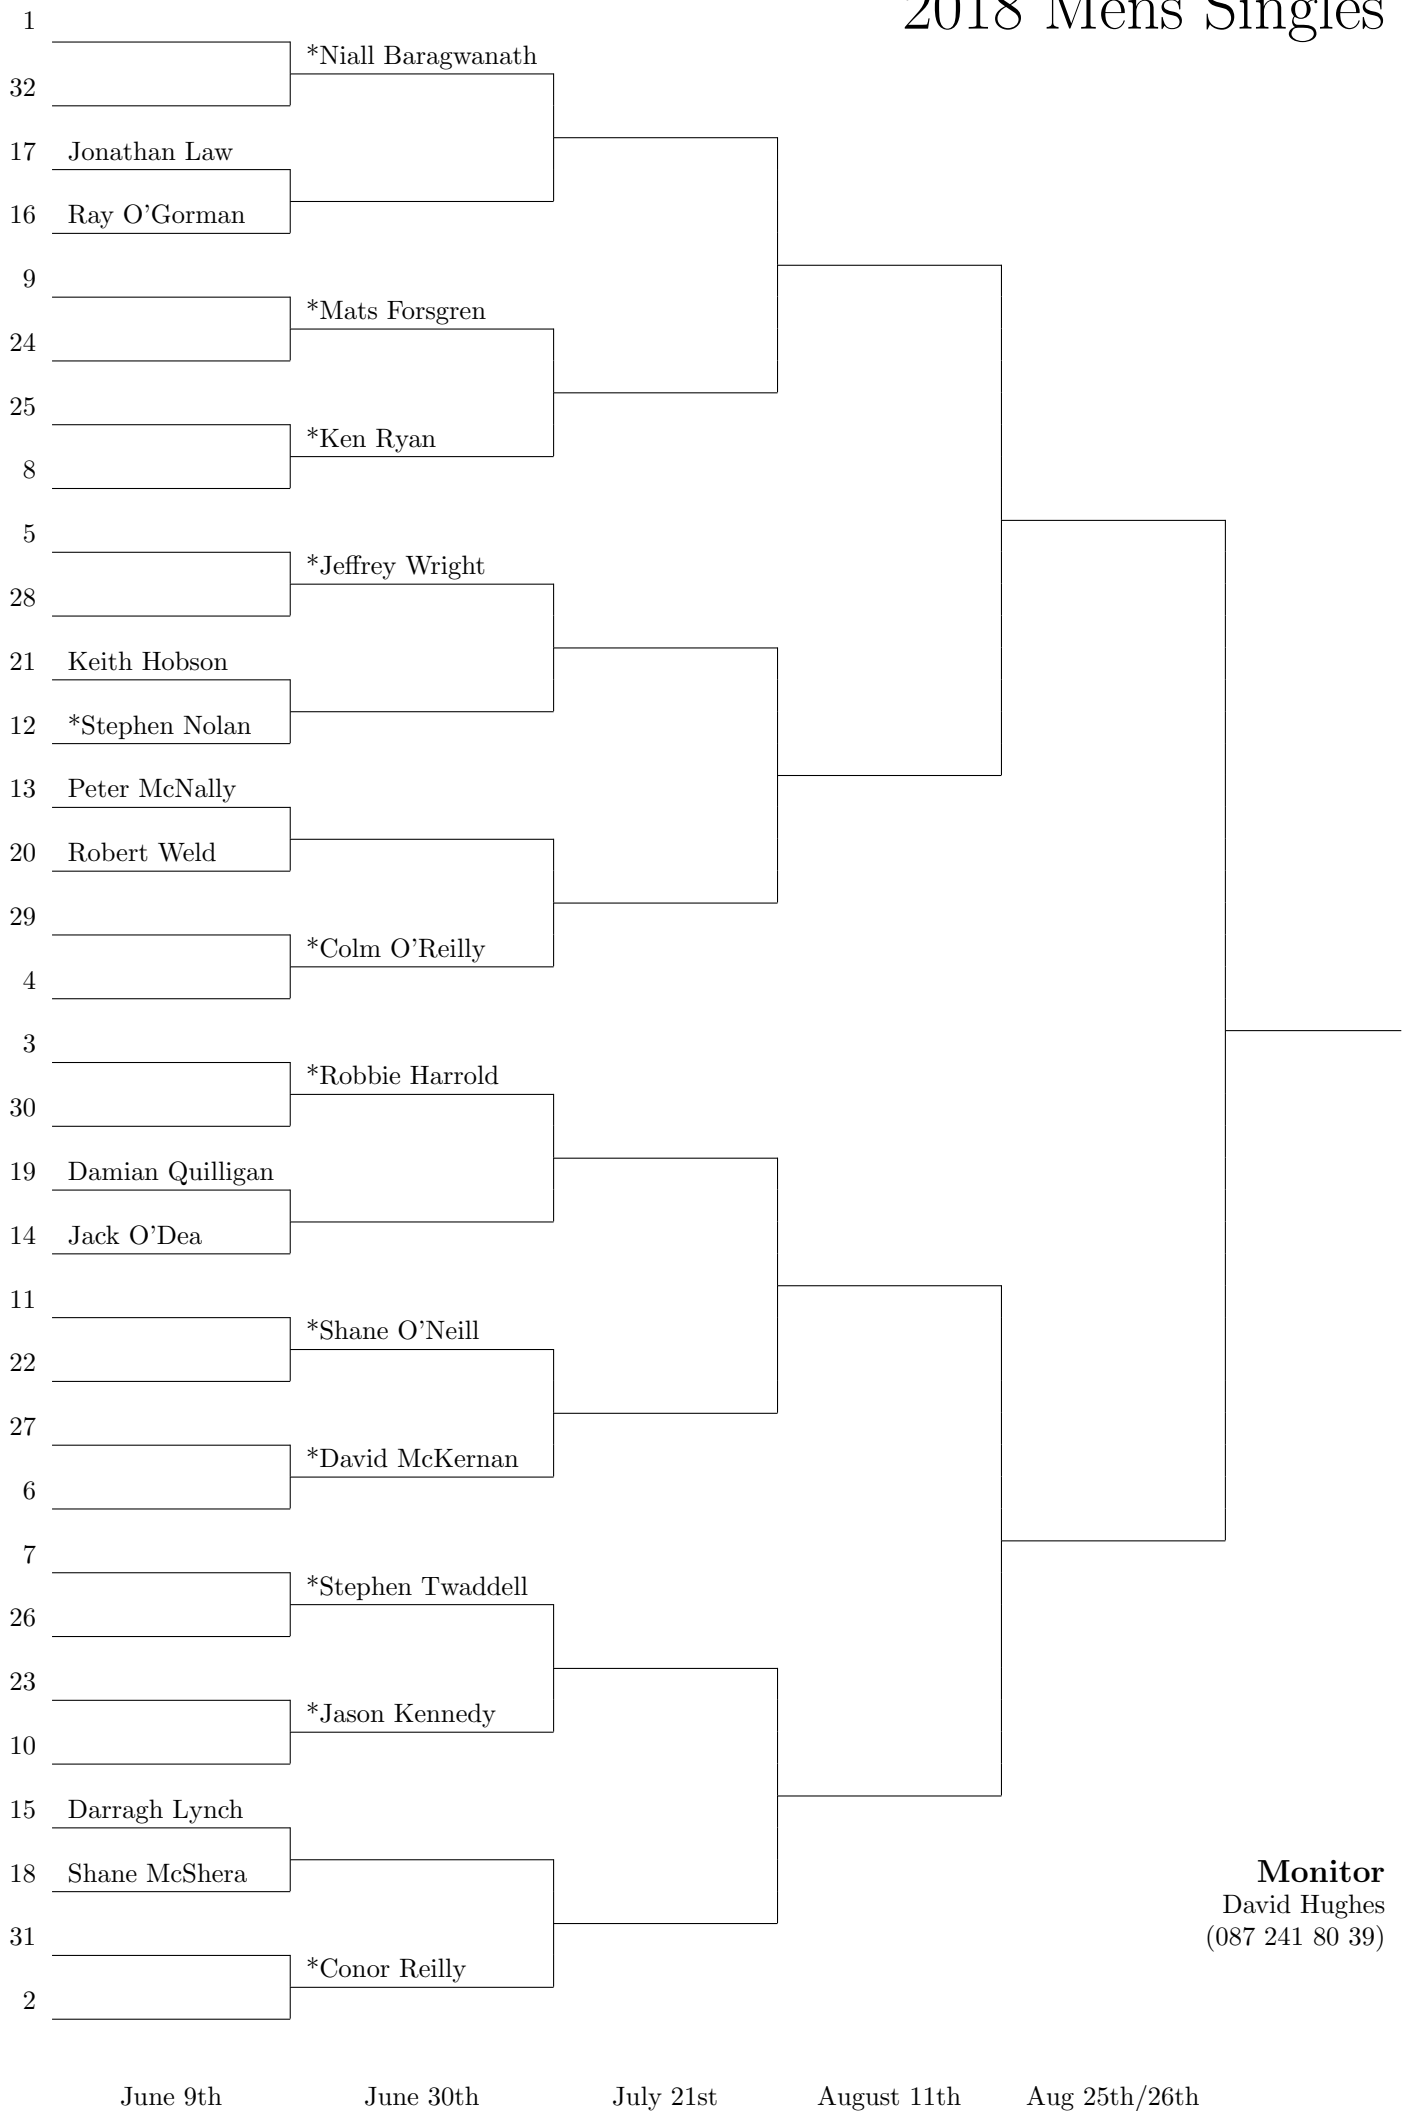 2018 Mens Singles
1
*Niall Baragwanath
32
17 Jonathan Law
16 Ray O'Gorman
9
*Mats Forsgren
24
25
*Ken Ryan
8
5
*Jeffrey Wright
28
21 Keith Hobson
12 *Stephen Nolan
13 Peter McNally
20 Robert Weld
29
*Colm O'Reilly
4
3
*Robbie Harrold
30
19 Damian Quilligan
14 Jack O'Dea
11
*Shane O'Neill
22
27
*David McKernan
6
7
*Stephen Twaddell
26
23
*Jason Kennedy
10
15 Darragh Lynch
18 Shane McShera
31
*Conor Reilly
2
Monitor
David Hughes
(087 241 80 39)
June 9th June 30th July 21st August 11th Aug 25th/26th